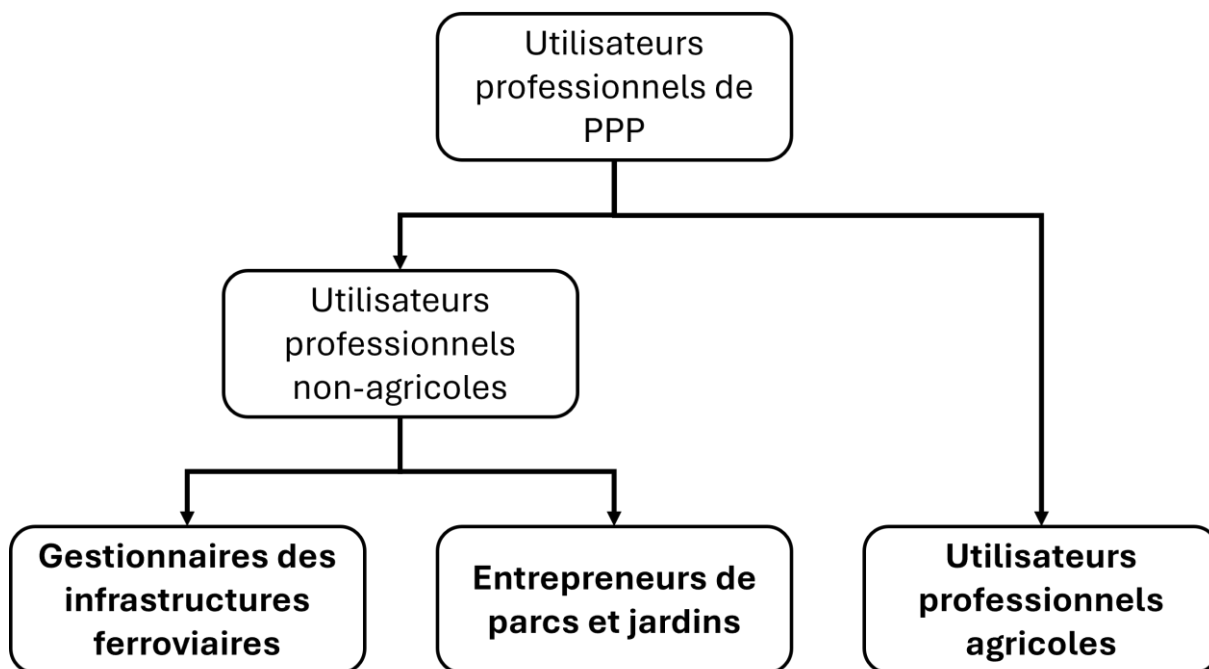 Utilisateurs
professionnels de
PPP
Utilisateurs
professionnels
non-agricoles
Gestionnaires des
infrastructures
ferroviaires
Entrepreneurs de
parcs et jardins
Utilisateurs
professionnels
agricoles